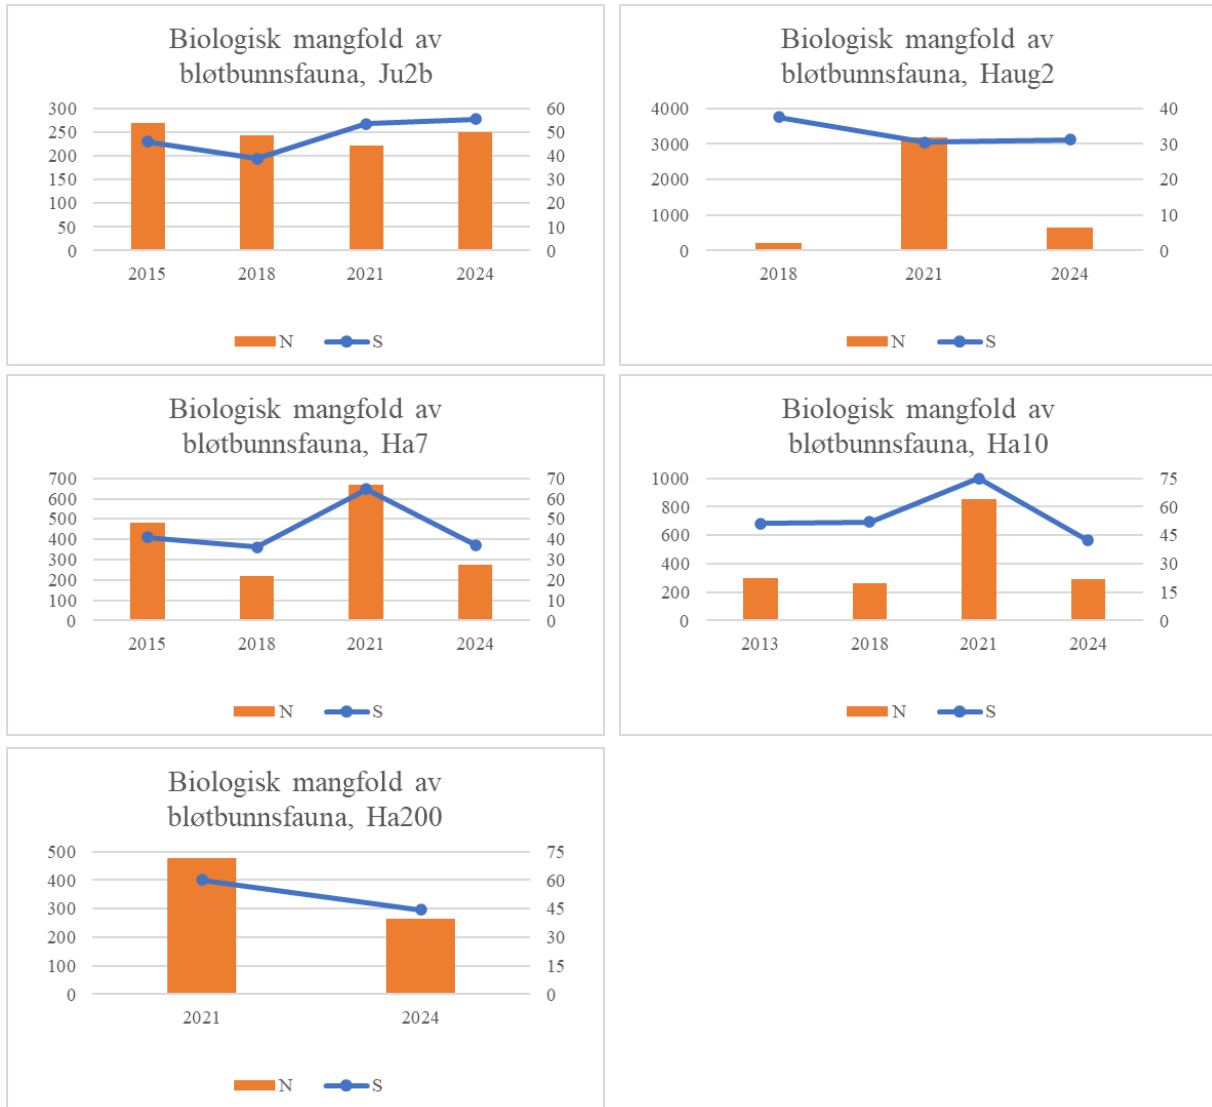 Biologisk mangfold av
bløtbunnsfauna, Ju2b
300 60
250 50
200 40
150 30
100 20
50 10
0 0
2015 2018 2021 2024
N S
Biologisk mangfold av
bløtbunnsfauna, Haug2
4000 40
3000 30
2000 20
1000 10
0 0
2018 2021 2024
N S
Biologisk mangfold av
bløtbunnsfauna, Ha7
700 70
600 60
500 50
400 40
300 30
200 20
100 10
0 0
2015 2018 2021 2024
N S
Biologisk mangfold av
bløtbunnsfauna, Ha10
1000 75
800 60
600 45
400 30
200 15
0 0
2013 2018 2021 2024
N S
Biologisk mangfold av
bløtbunnsfauna, Ha200
500 75
400 60
300 45
200 30
100 15
0 0
2021 2024
N S